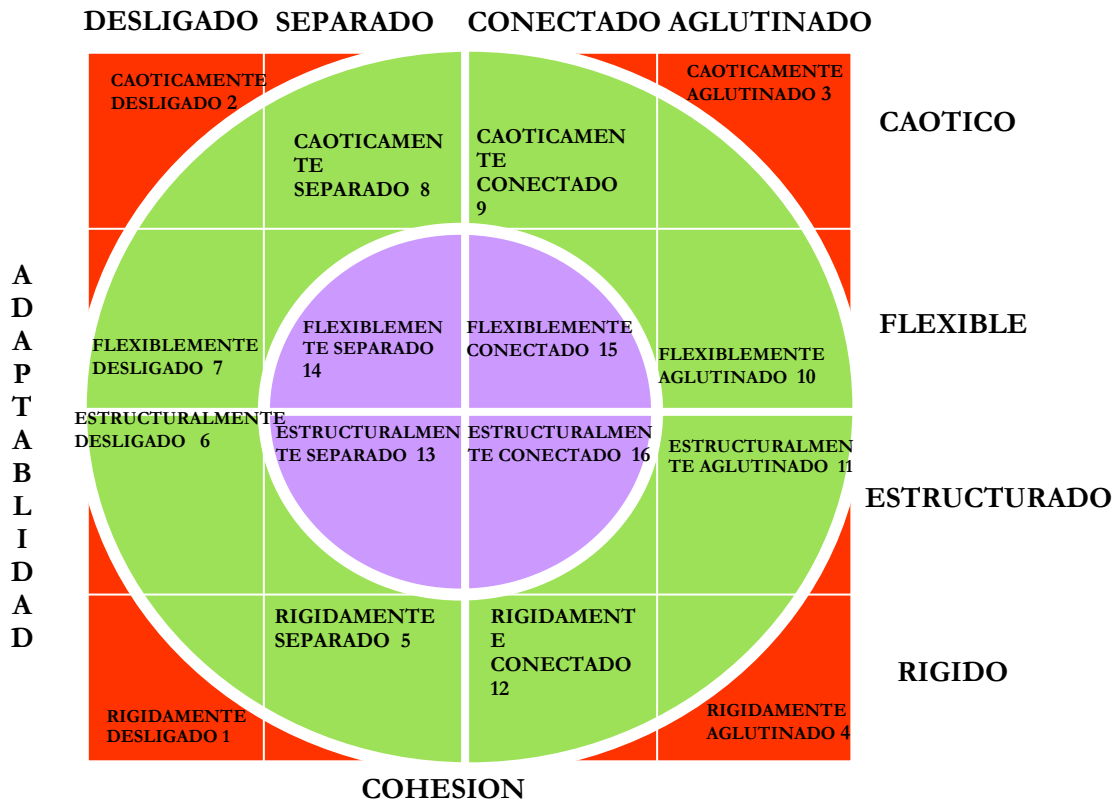 DESLIGADO SEPARADO CONECTADO AGLUTINADO
CAOTICAMENTE
DESLIGADO 2
CAOTICAMENTE
AGLUTINADO 3
CAOTICO
CAOTICAMEN
TE
SEPARADO 8
CAOTICAMEN
TE
CONECTADO
9
A
D
A
P
T
A
B
L
I
D
A
D
FLEXIBLEMENTE
DESLIGADO 7
FLEXIBLEMEN
TE SEPARADO
14
FLEXIBLEMENTE
CONECTADO 15
FLEXIBLEMENTE
AGLUTINADO 10
FLEXIBLE
ESTRUCTURALMENTE
DESLIGADO 6
ESTRUCTURALMEN
TE SEPARADO 13
ESTRUCTURALMEN
TE CONECTADO 16
ESTRUCTURALMEN
TE AGLUTINADO 11
ESTRUCTURADO
RIGIDAMENTE
DESLIGADO 1
RIGIDAMENTE
SEPARADO 5
RIGIDAMENT
E
CONECTADO
12
RIGIDAMENTE
AGLUTINADO 4
RIGIDO
COHESION